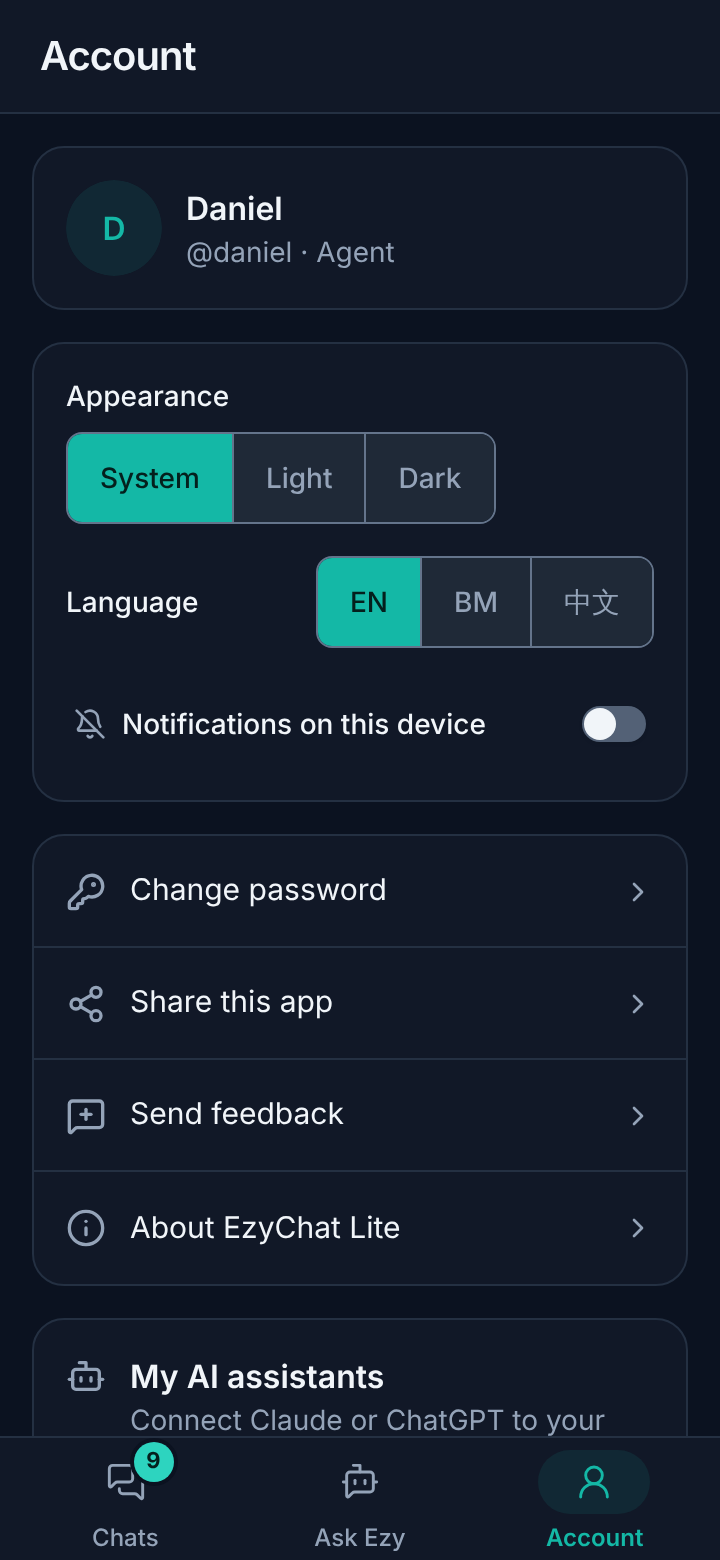 Account
D
Daniel
@daniel · Agent
Appearance
System Light Dark
Language EN BM 中文
Notifications on this device
Change password
Share this app
Send feedback
About EzyChat Lite
My AI assistants
Connect Claude or ChatGPT to your
9
Chats Ask Ezy Account